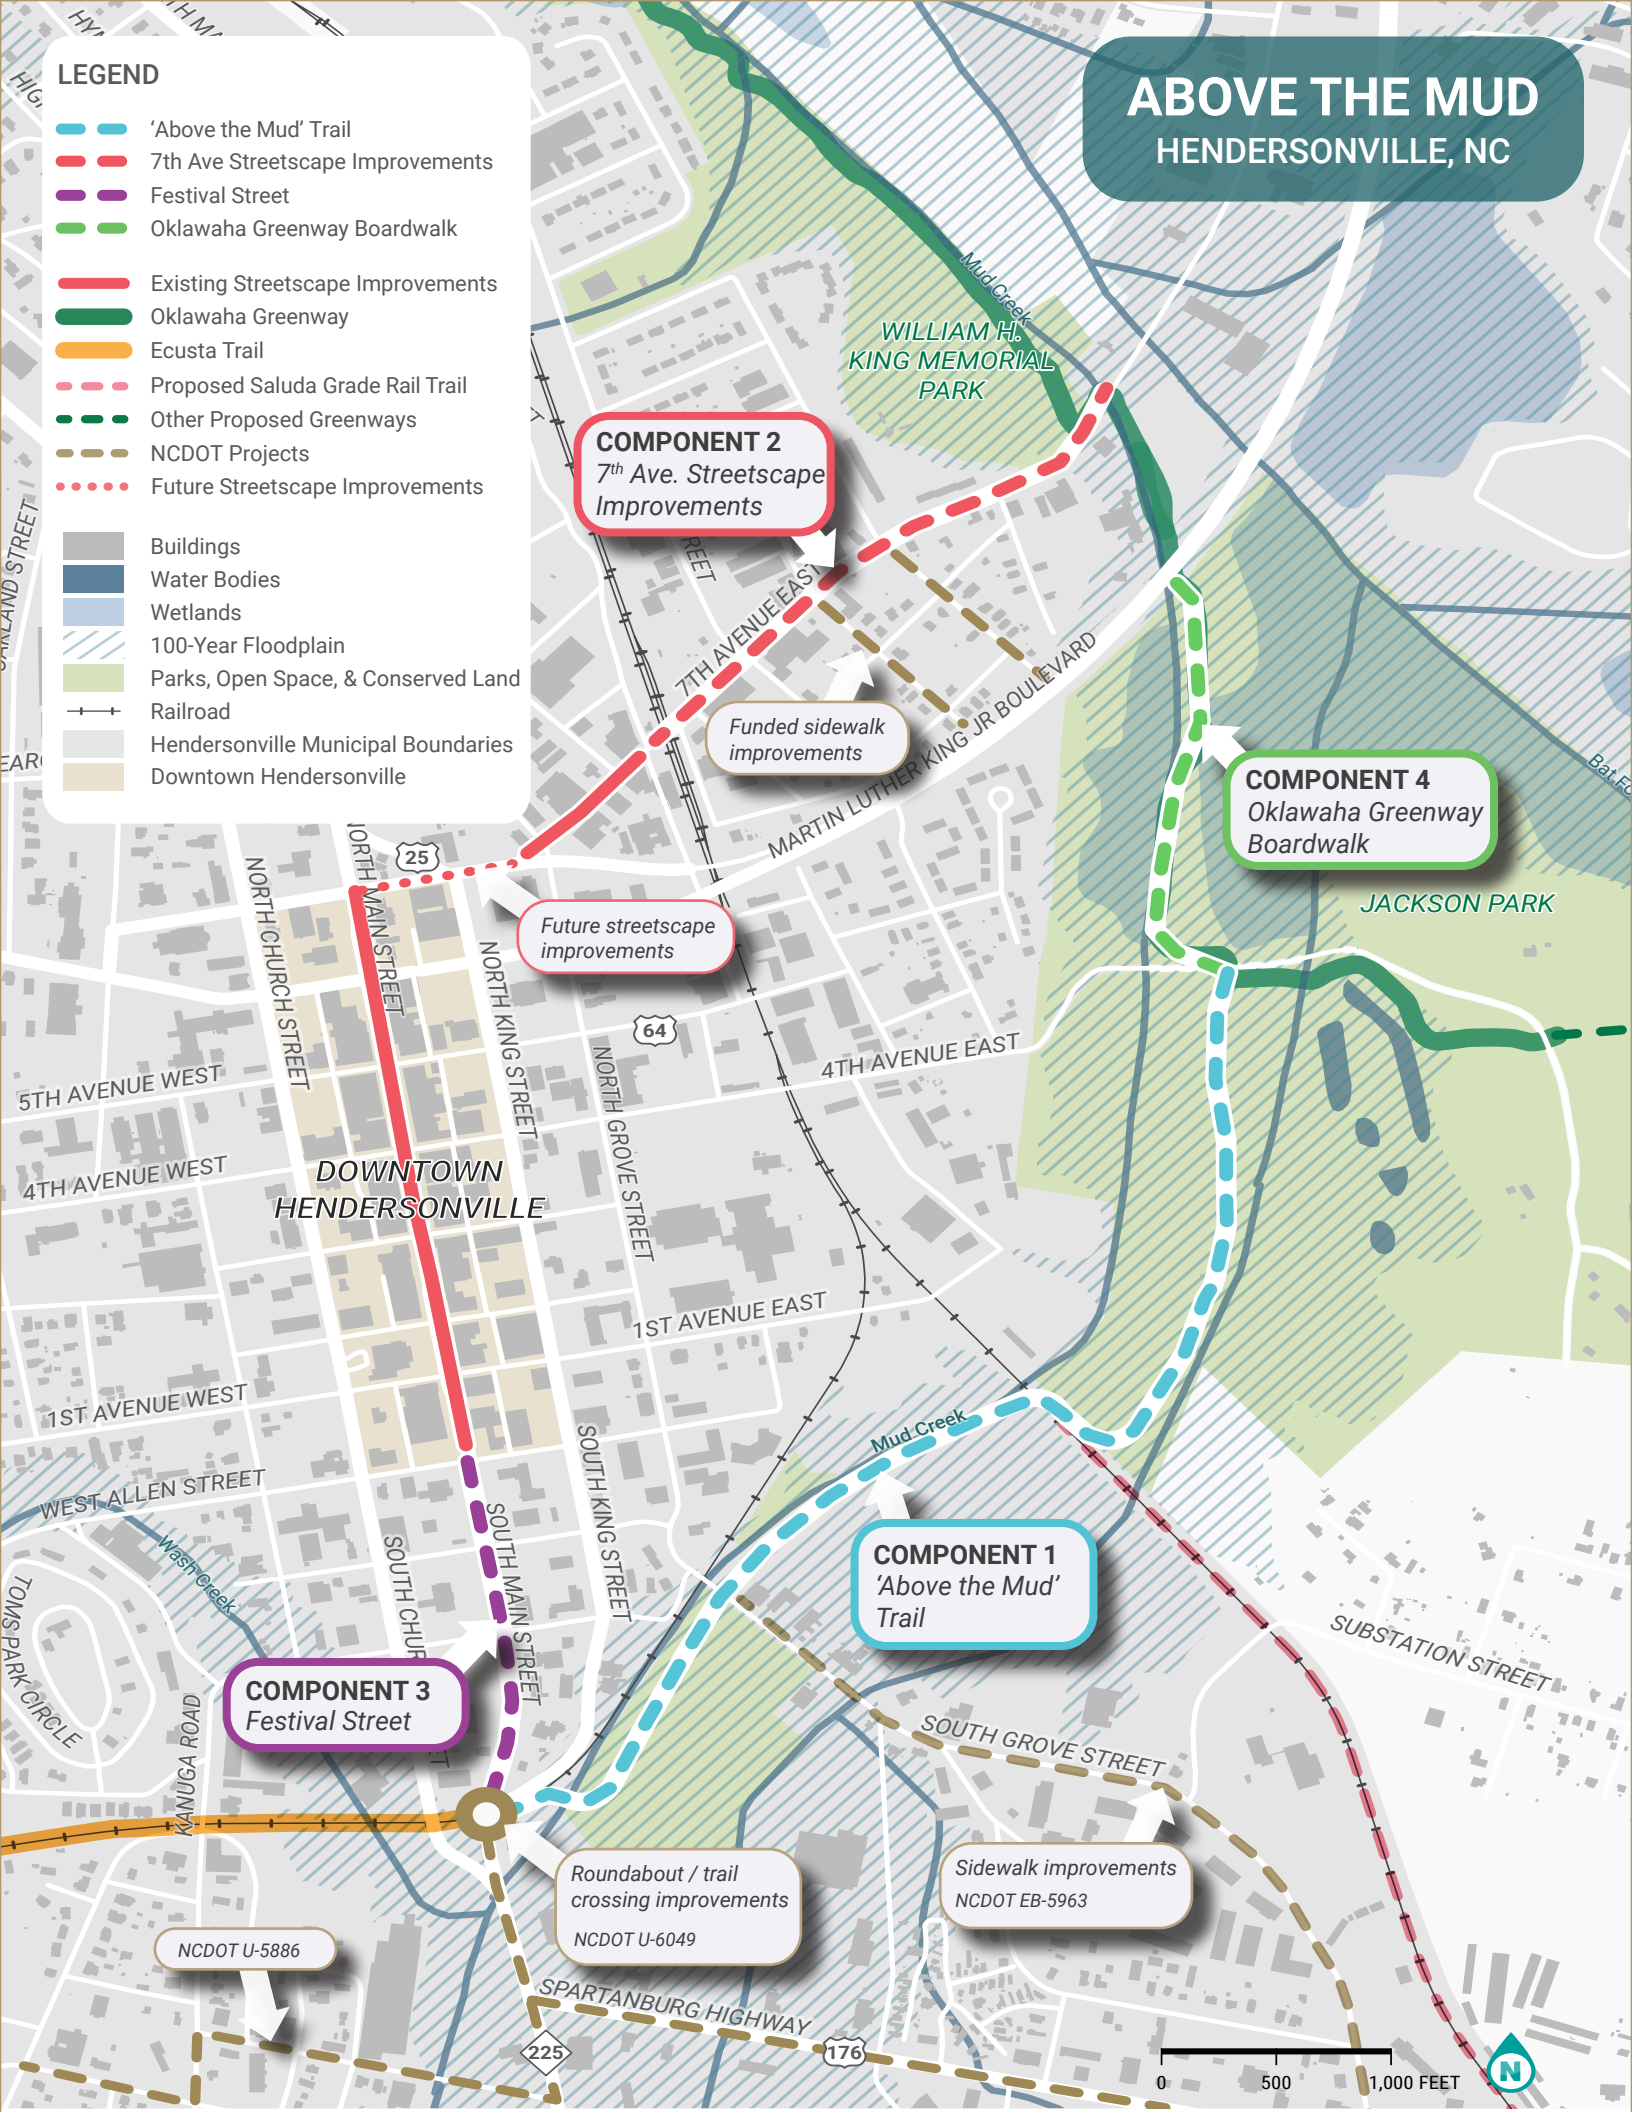 ABOVE THE MUD
HENDERSONVILLE, NC
LEGEND
‘Above the Mud’ Trail
7th Ave Streetscape Improvements
Festival Street
Oklawaha Greenway Boardwalk
Existing Streetscape Improvements
Oklawaha Greenway
Ecusta Trail
Proposed Saluda Grade Rail Trail
Other Proposed Greenways
NCDOT Projects
Future Streetscape Improvements
Buildings
Water Bodies
Wetlands
100-Year Floodplain
Parks, Open Space, & Conserved Land
Railroad
Hendersonville Municipal Boundaries
Downtown Hendersonville
Mud Creek
WILLIAM H.
KING MEMORIAL
PARK
COMPONENT 2
7th Ave. Streetscape
Improvements
7TH AVENUE EAST
Funded sidewalk
improvements
MARTIN LUTHER KING JR BOULEVARD
COMPONENT 4
Oklawaha Greenway
Boardwalk
JACKSON PARK
25
NORTH MAIN STREET
NORTH CHURCH STREET
NORTH KING STREET
Future streetscape
improvements
64
NORTH GROVE STREET
4TH AVENUE EAST
5TH AVENUE WEST
4TH AVENUE WEST
DOWNTOWN
HENDERSONVILLE
1ST AVENUE EAST
1ST AVENUE WEST
WEST ALLEN STREET
Wash Creek
TOMS PARK CIRCLE
SOUTH KING STREET
SOUTH MAIN STREET
Mud Creek
COMPONENT 1
‘Above the Mud’
Trail
COMPONENT 3
Festival Street
KANUGA ROAD
SUBSTATION STREET
SOUTH GROVE STREET
Roundabout / trail
crossing improvements
NCDOT U-6049
Sidewalk improvements
NCDOT EB-5963
NCDOT U-5886
SPARTANBURG HIGHWAY
225
176
0 500 1,000 FEET
N